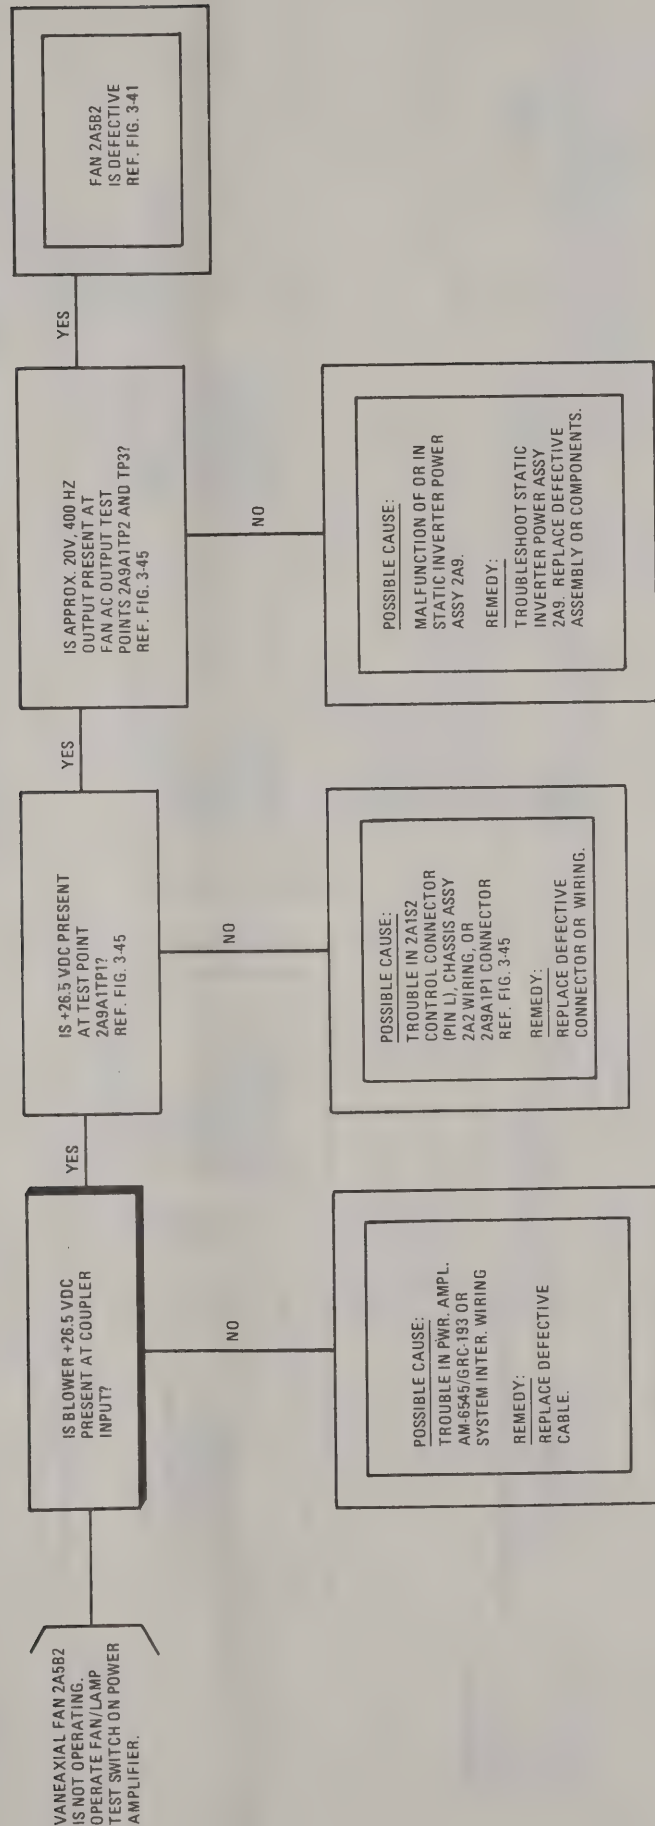 VANEAXIAL FAN 2A5B2
IS NOT OPERATING.
OPERATE FAN/LAMP
TEST SWITCH ON POWER
AMPLIFIER.
IS BLOWER +26.5 VDC
PRESENT AT COUPLER
INPUT?
YES
NO
POSSIBLE CAUSE:
TROUBLE IN PWR. AMPL.
AM-6545/GRC-193 OR
SYSTEM INTER. WIRING
REMEDY:
REPLACE DEFECTIVE
CABLE.
IS +26.5 VDC PRESENT
AT TEST POINT
2A9A1TP1?
REF. FIG. 3-45
YES
NO
POSSIBLE CAUSE:
TROUBLE IN 2A1S2
CONTROL CONNECTOR
(PIN L), CHASSIS ASSY
2A2 WIRING, OR
2A9A1P1 CONNECTOR
REF. FIG. 3-45
REMEDY:
REPLACE DEFECTIVE
CONNECTOR OR WIRING.
IS APPROX. 20V, 400 HZ
OUTPUT PRESENT AT
FAN AC OUTPUT TEST
POINTS 2A9A1TP2 AND TP3?
REF. FIG. 3-45
YES
NO
POSSIBLE CAUSE:
MALFUNCTION OF OR IN
STATIC INVERTER POWER
ASSY 2A9.
REMEDY:
TROUBLESHOOT STATIC
INVERTER POWER ASSY
2A9. REPLACE DEFECTIVE
ASSEMBLY OR COMPONENTS.
FAN 2A5B2
IS DEFECTIVE
REF. FIG. 3-41